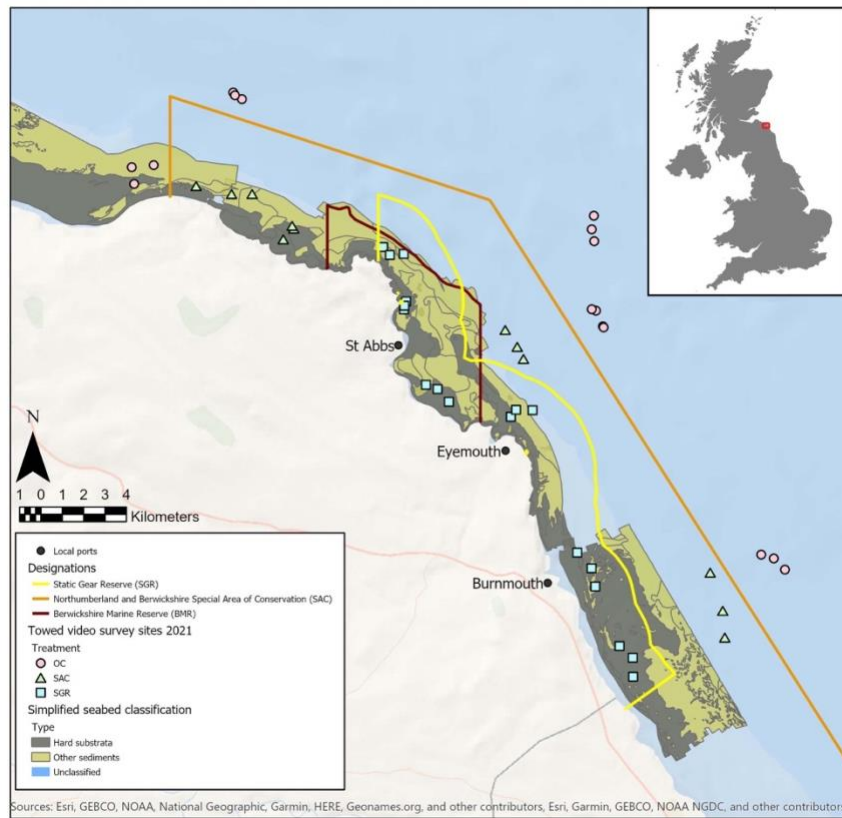 St Abbs
Eyemouth
N
1 0 1 2 3 4
Kilometers
Burnmouth
Local ports
Designations
Static Gear Reserve (SGR)
Northumberland and Berwickshire Special Area of Conservation (SAC)
Berwickshire Marine Reserve (BMR)
Towed video survey sites 2021
Treatment
OC
SAC
SGR
Simplified seabed classification
Type
Hard substrata
Other sediments
Unclassified
Sources: Esri, GEBCO, NOAA, National Geographic, Garmin, HERE, Geonames.org, and other contributors, Esri, Garmin, GEBCO, NOAA NGDC, and other contributors